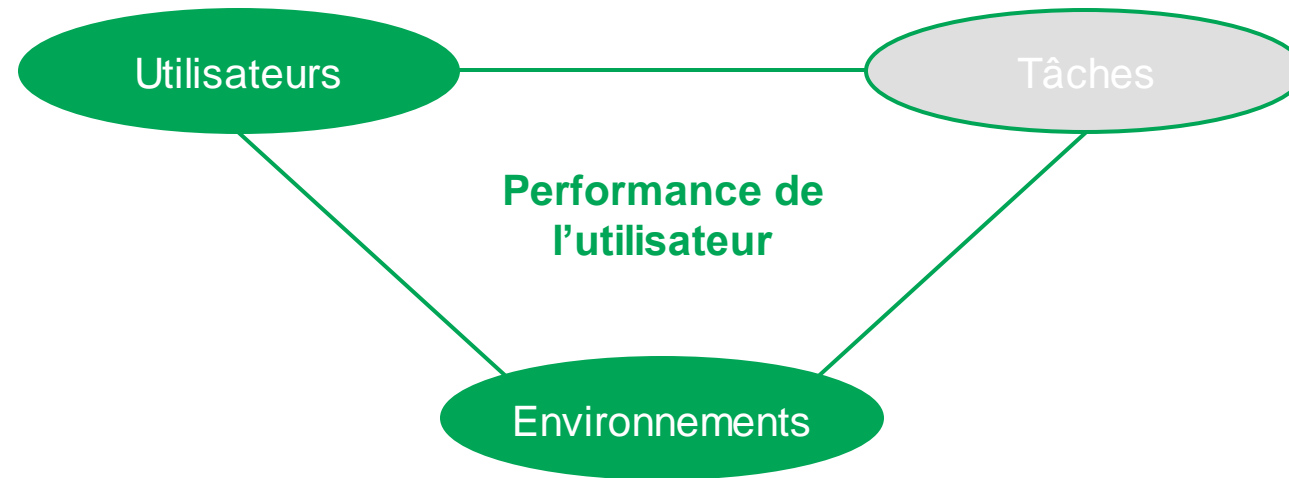 Utilisateurs
Tâches
Performance de
l’utilisateur
Environnements